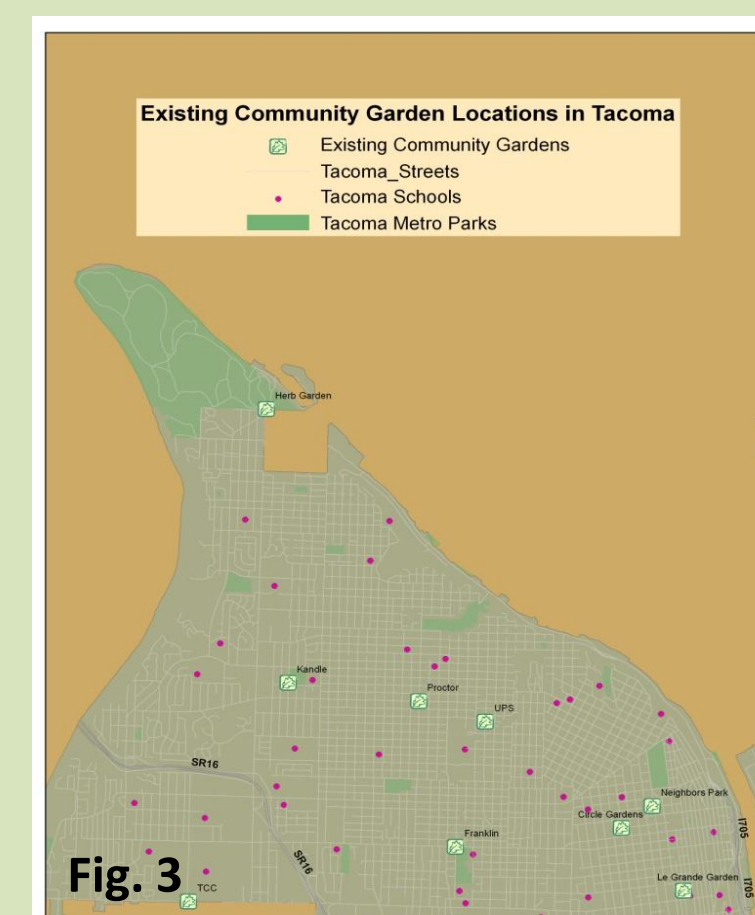 Existing Community Garden Locations in Tacoma
Existing Community Gardens
Tacoma_Streets
Tacoma Schools
Tacoma Metro Parks
Herb Garden
Kandle
Proctor
UPS
SR16
Neighbors Park
Circle Gardens
I705
Franklin
SR16
Fig. 3
TCC
Le Grande Garden
I705